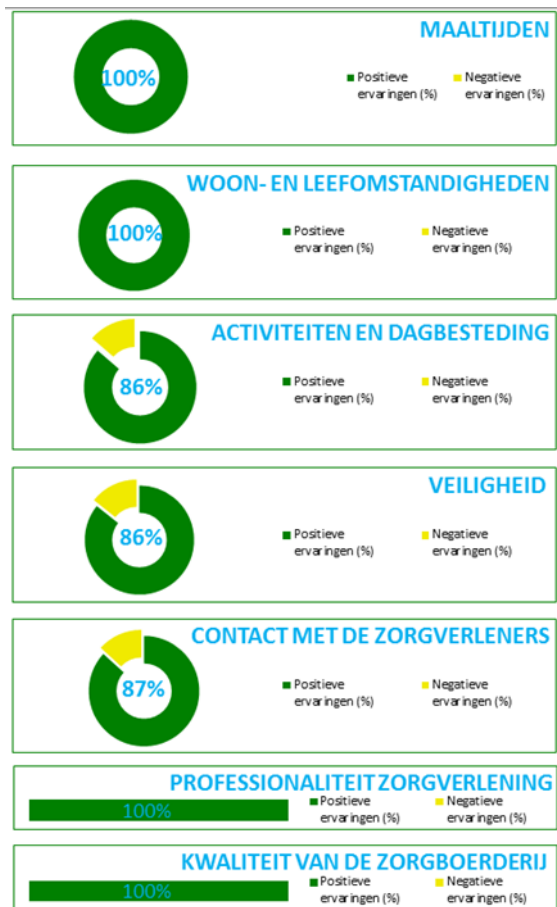 MAALTIJDEN
100%
Positieve ervaringen (%)
Negatieve ervaringen (%)
WOON- EN LEEFOMSTANDIGHEDEN
100%
Positieve ervaringen (%)
Negatieve ervaringen (%)
ACTIVITEITEN EN DAGBESTEDING
86%
Positieve ervaringen (%)
Negatieve ervaringen (%)
VEILIGHEID
86%
Positieve ervaringen (%)
Negatieve ervaringen (%)
CONTACT MET DE ZORGVERLENERS
87%
Positieve ervaringen (%)
Negatieve ervaringen (%)
PROFESSIONALITEIT ZORGVERLENING
100%
Positieve ervaringen (%)
Negatieve ervaringen (%)
KWALITEIT VAN DE ZORGBOERDERIJ
100%
Positieve ervaringen (%)
Negatieve ervaringen (%)